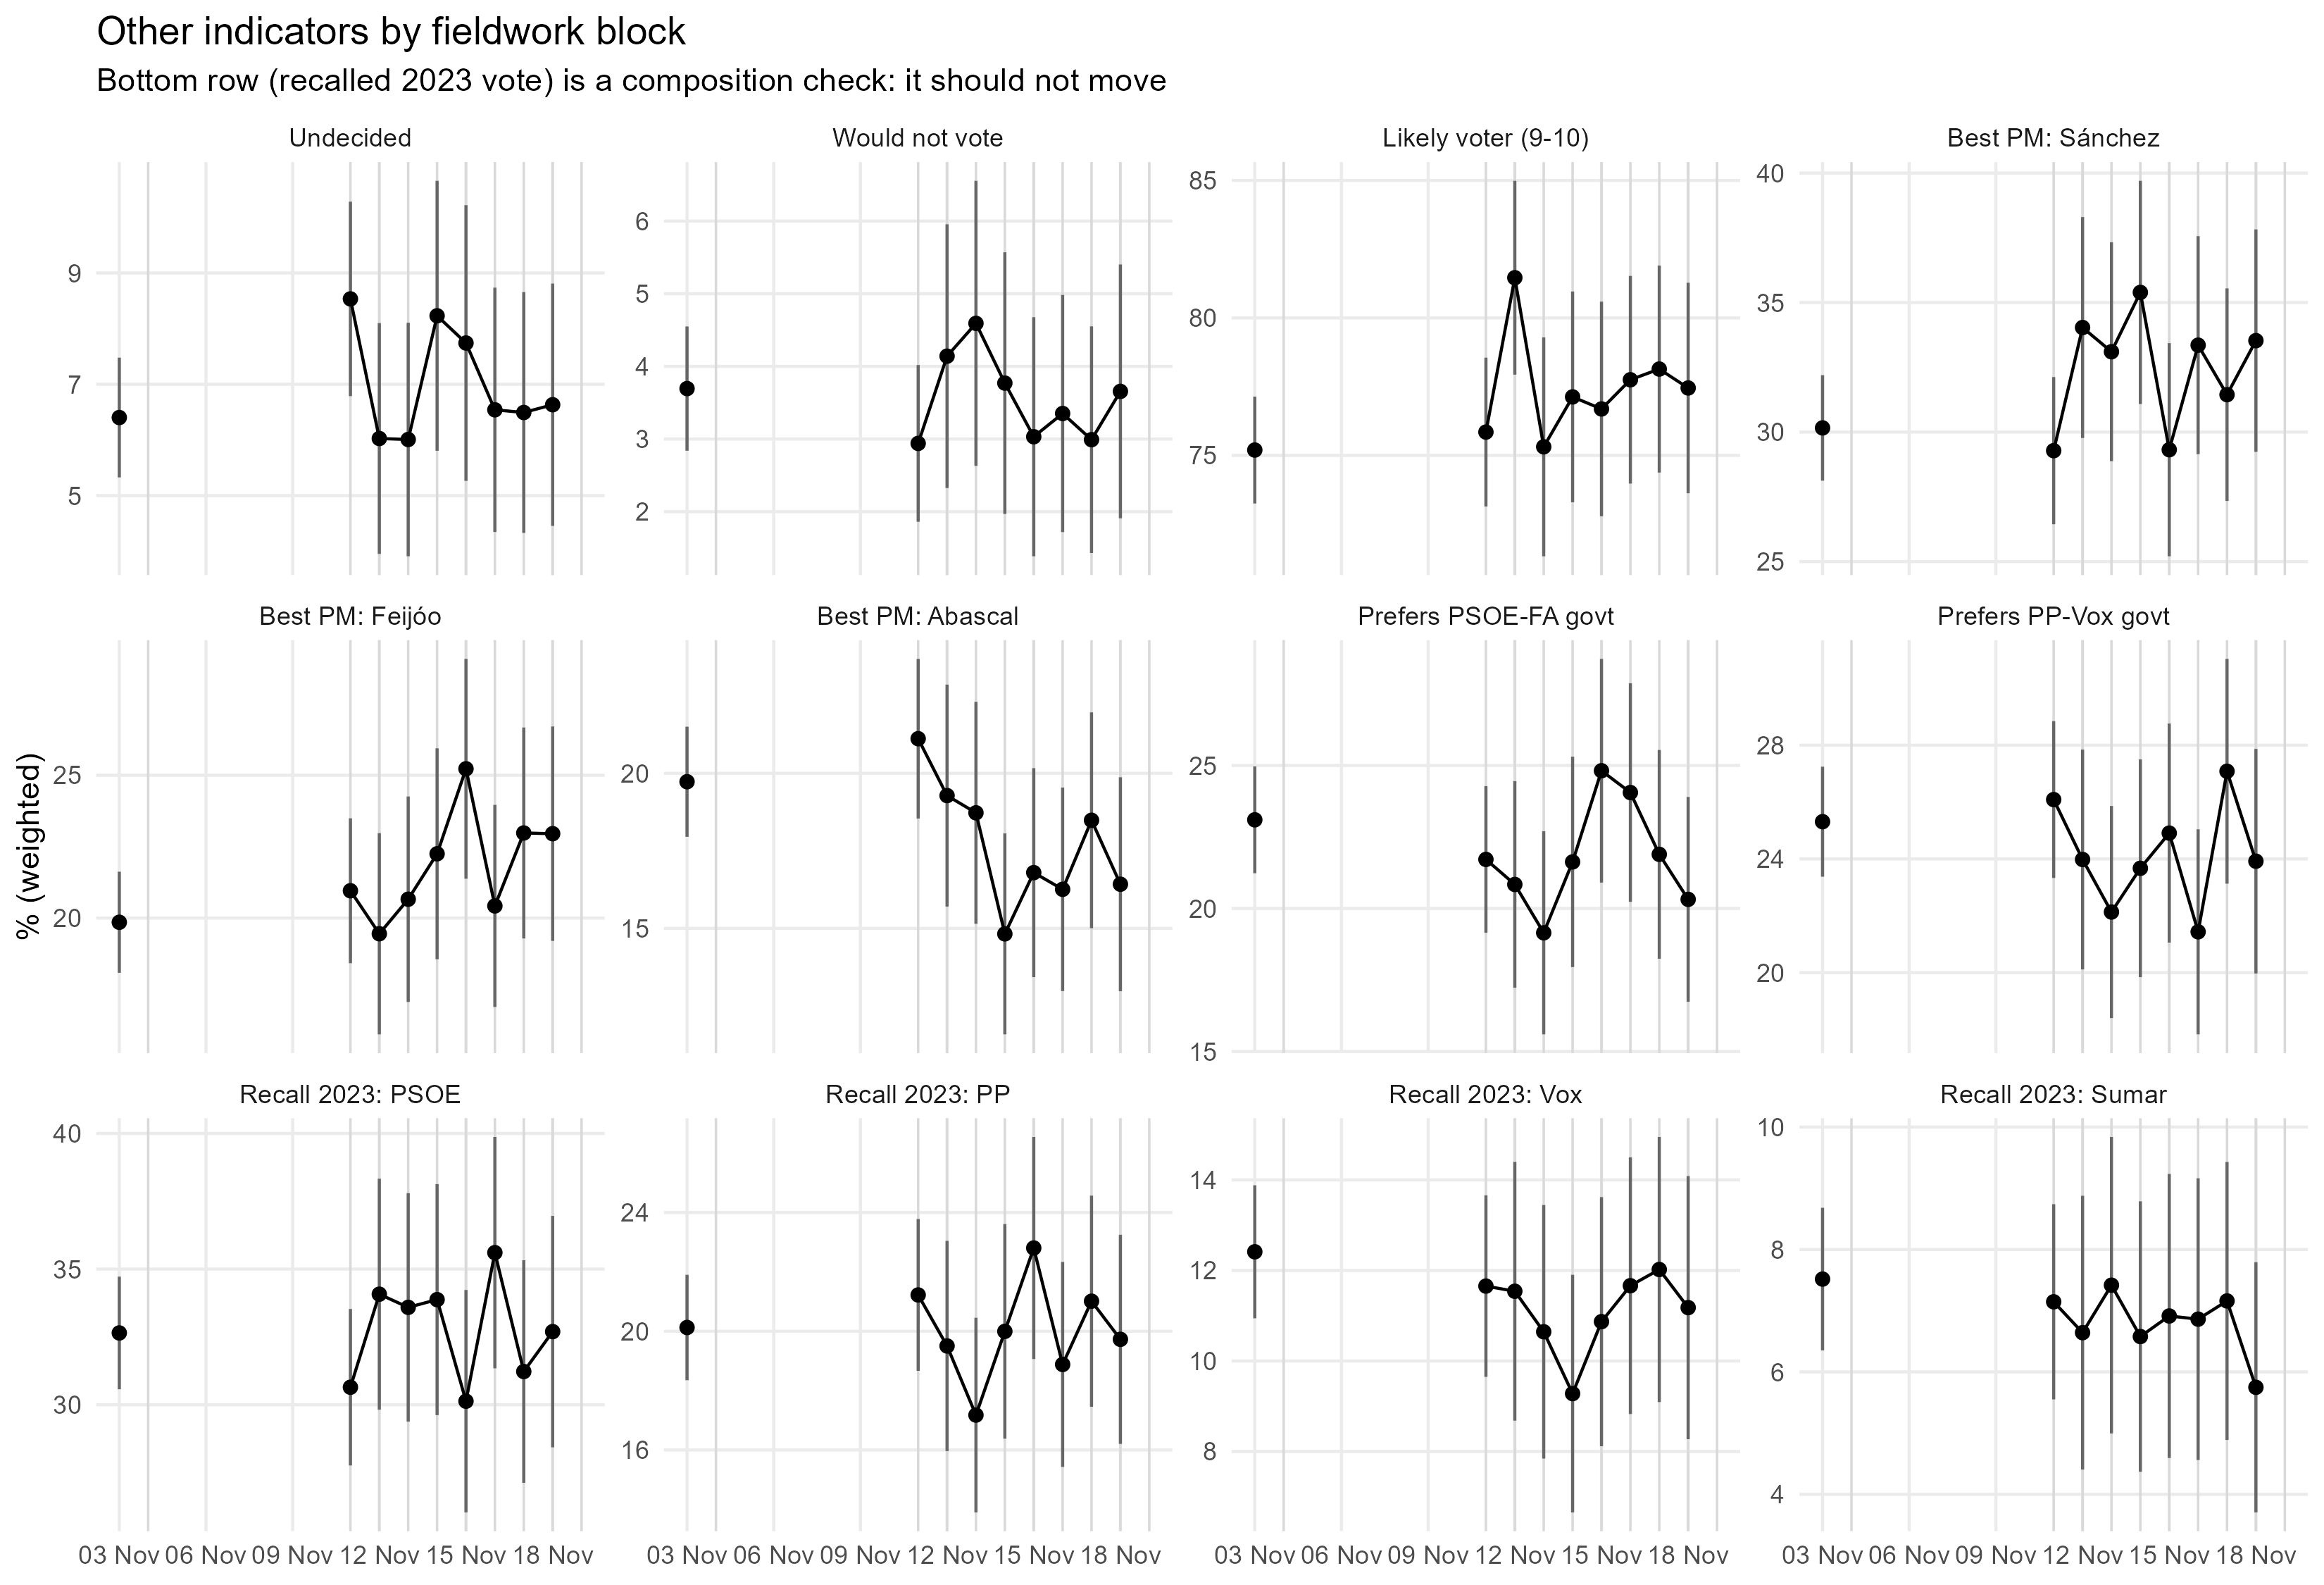 Other indicators by fieldwork block
Bottom row (recalled 2023 vote) is a composition check: it should not move
% (weighted)
Undecided
9
7
5
Would not vote
6
5
4
3
2
Likely voter (9-10)
85
80
75
Best PM: Sánchez
40
35
30
25
Best PM: Feijóo
25
20
Best PM: Abascal
20
15
Prefers PSOE-FA govt
25
20
15
Prefers PP-Vox govt
28
24
20
Recall 2023: PSOE
40
35
30
03 Nov 06 Nov 09 Nov 12 Nov 15 Nov 18 Nov
Recall 2023: PP
24
20
16
03 Nov 06 Nov 09 Nov 12 Nov 15 Nov 18 Nov
Recall 2023: Vox
14
12
10
8
03 Nov 06 Nov 09 Nov 12 Nov 15 Nov 18 Nov
Recall 2023: Sumar
10
8
6
4
03 Nov 06 Nov 09 Nov 12 Nov 15 Nov 18 Nov